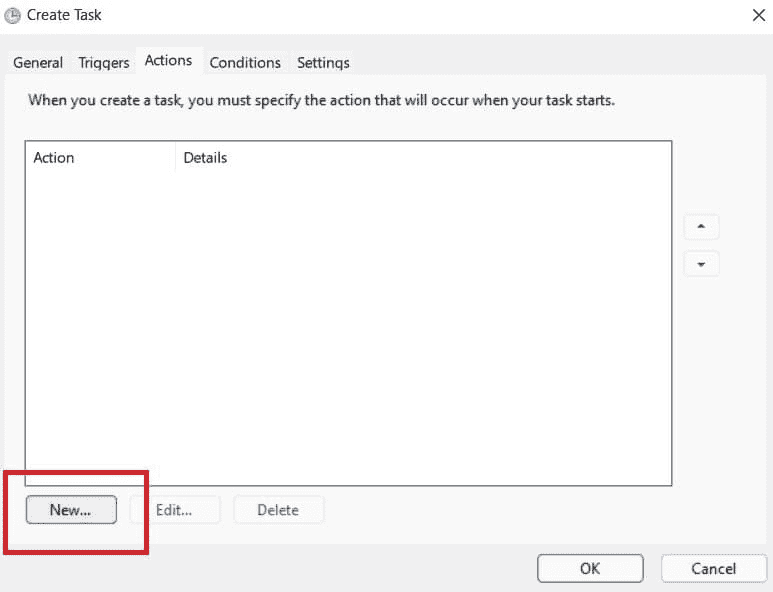 Create Task
General Triggers Actions Conditions Settings
When you create a task, you must specify the action that will occur when your task starts.
Action Details
New... Edit... Delete
OK Cancel